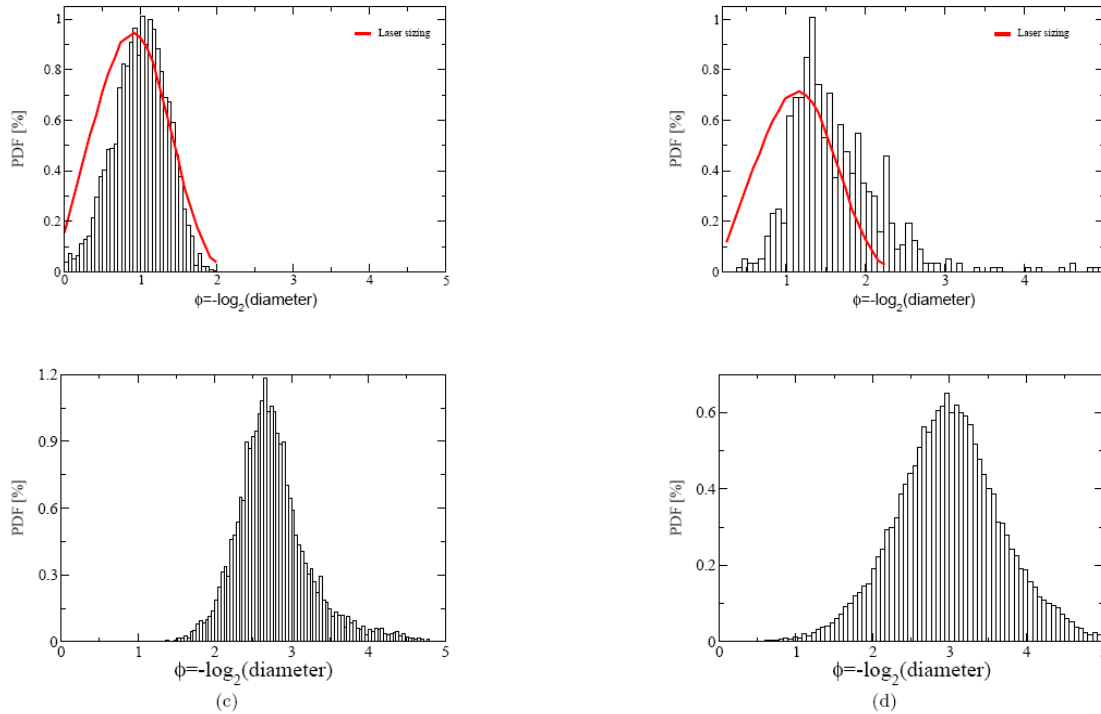 1
0.8
0.6
0.4
0.2
0
PDF [%]
Laser sizing
0 1 2 3 4 5
ϕ=-log2(diameter)
1
0.8
0.6
0.4
0.2
0
PDF [%]
Laser sizing
1 2 3 4 5
ϕ=-log2(diameter)
1.2
0.9
0.6
0.3
0
PDF [%]
0 1 2 3 4 5
ϕ=-log2(diameter)
(c)
0.6
0.4
0.2
0
PDF [%]
0 1 2 3 4 5
ϕ=-log2(diameter)
(d)